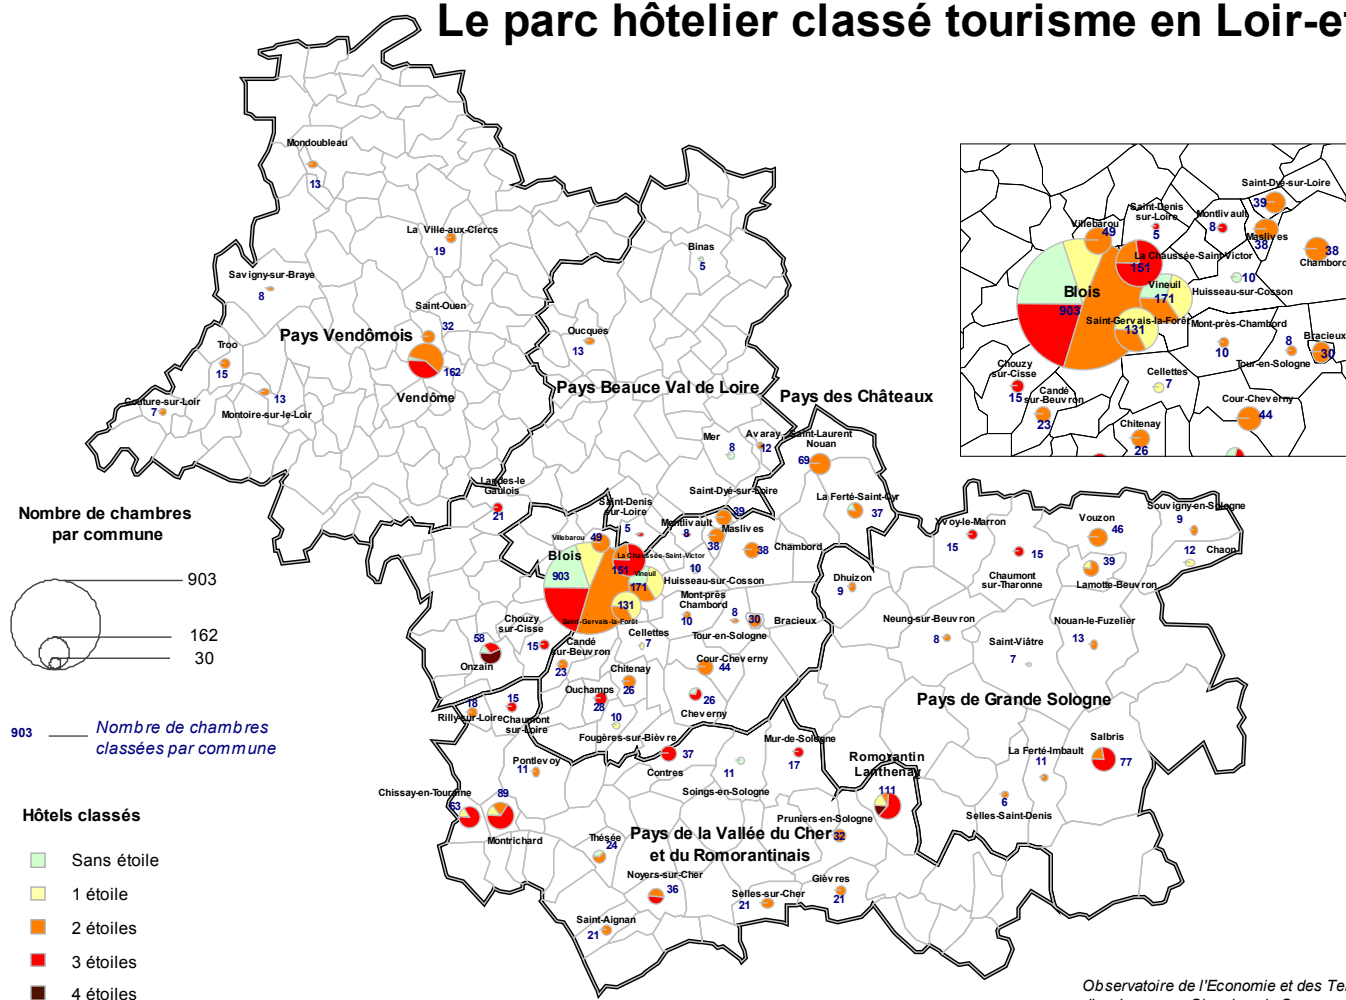 Le parc hôtelier classé tourisme en Loir-e
Mondoubleau
13
La Ville-aux-Clercs
19
Savigny-sur-Braye
8
Saint-Ouen
32
Pays Vendômois
162
Vendôme
Troo
15
Couture-sur-Loir
7
13
Montoire-sur-le-Loir
Binas
5
Oucques
13
Pays Beauce Val de Loire
Pays des Châteaux
Mer
8
Avaray
12
Saint-Laurent
Nouan
69
La Ferté-Saint-Cyr
37
Landes-le
Gaulois
21
Saint-Dyé-sur-Loire
39
Saint-Denis
sur-Loire
5
Montlivault
8
Maslives
38
38
Chambord
Villebarou
49
Blois
903
La Chaussée-Saint-Victor
151
10
Huisseau-sur-Cosson
Vineuil
171
131
Saint-Gervais-la-Forêt
Mont-près
Chambord
10
8
Tour-en-Sologne
30
Bracieux
Chouzy
sur-Cisse
15
58
Onzain
Candé
sur-Beuvron
23
Cellettes
7
Chitenay
26
Cour-Cheverny
44
Ouchamps
28
26
Cheverny
10
Fougères-sur-Bièvre
18
Rilly-sur-Loire
15
Chaumont
sur-Loire
Pontlevoy
11
37
Contres
Mur-de-Sologne
17
11
Soings-en-Sologne
Chissay-en-Touraine
63
89
Montrichard
Romorantin
Lanthenay
111
Pruniers-en-Sologne
32
Pays de la Vallée du Cher
et du Romorantinais
Thésée
24
Noyers-sur-Cher
36
Selles-sur-Cher
21
Gièvres
21
Saint-Aignan
21
Yvoy-le-Marron
15
15
Chaumont
sur-Tharonne
Vouzon
46
Souvigny-en-Sologne
9
12
Chaon
39
Lamotte-Beuvron
Dhuizon
9
Neung-sur-Beuvron
8
Saint-Viâtre
7
Nouan-le-Fuzelier
13
Pays de Grande Sologne
Salbris
77
La Ferté-Imbault
11
6
Selles-Saint-Denis
Saint-Dyé-sur-Loire
39
Saint-Denis
sur-Loire
5
Montlivault
8
Maslives
38
38
Chambord
Villebarou
49
La Chaussée-Saint-Victor
151
10
Huisseau-sur-Cosson
Blois
903
Vineuil
171
Saint-Gervais-la-Forêt
131
Mont-près-Chambord
10
8
Tour-en-Sologne
Bracieux
30
Chouzy
sur-Cisse
15
Candé
sur-Beuvron
23
Cellettes
7
Cour-Cheverny
44
Chitenay
26
Nombre de chambres
par commune
903
162
30
903
Nombre de chambres
classées par commune
Hôtels classés
Sans étoile
1 étoile
2 étoiles
3 étoiles
4 étoiles
Observatoire de l'Economie et des Te